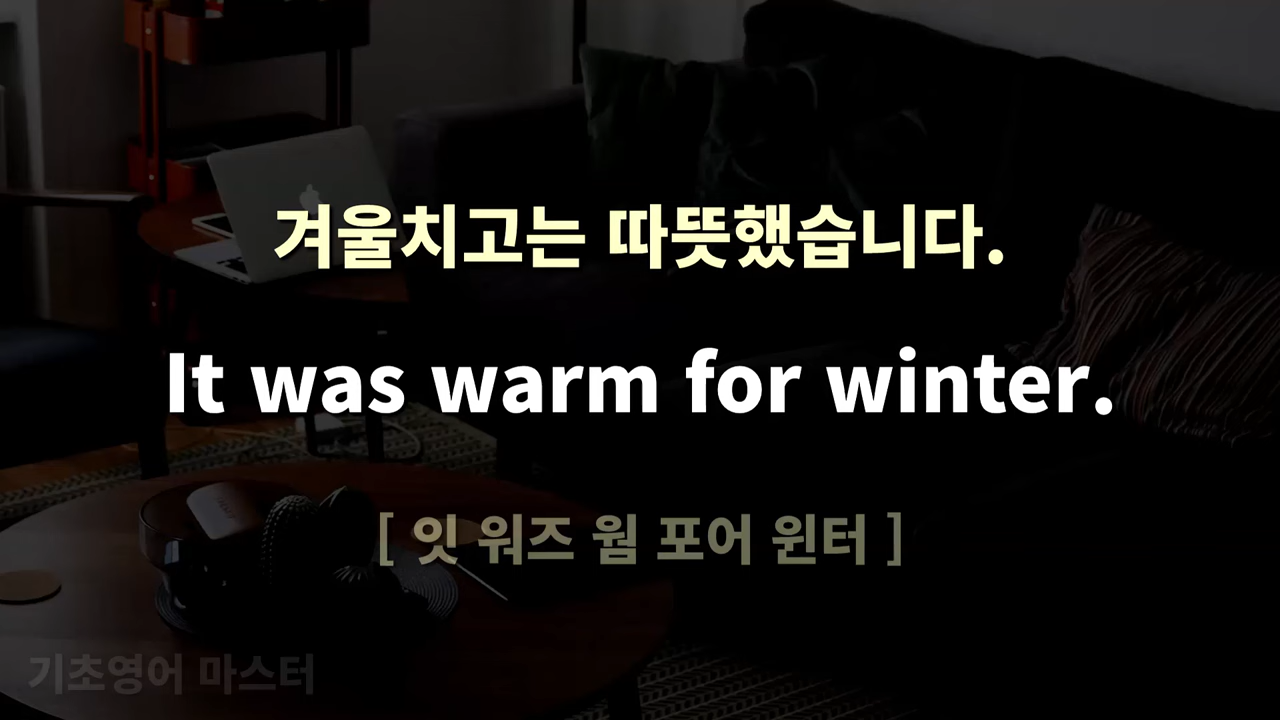 겨울치고는 따뜻했습니다.
It was warm for winter.
[ 잇 워즈 웜 포어 윈터 ]
기초영어 마스터